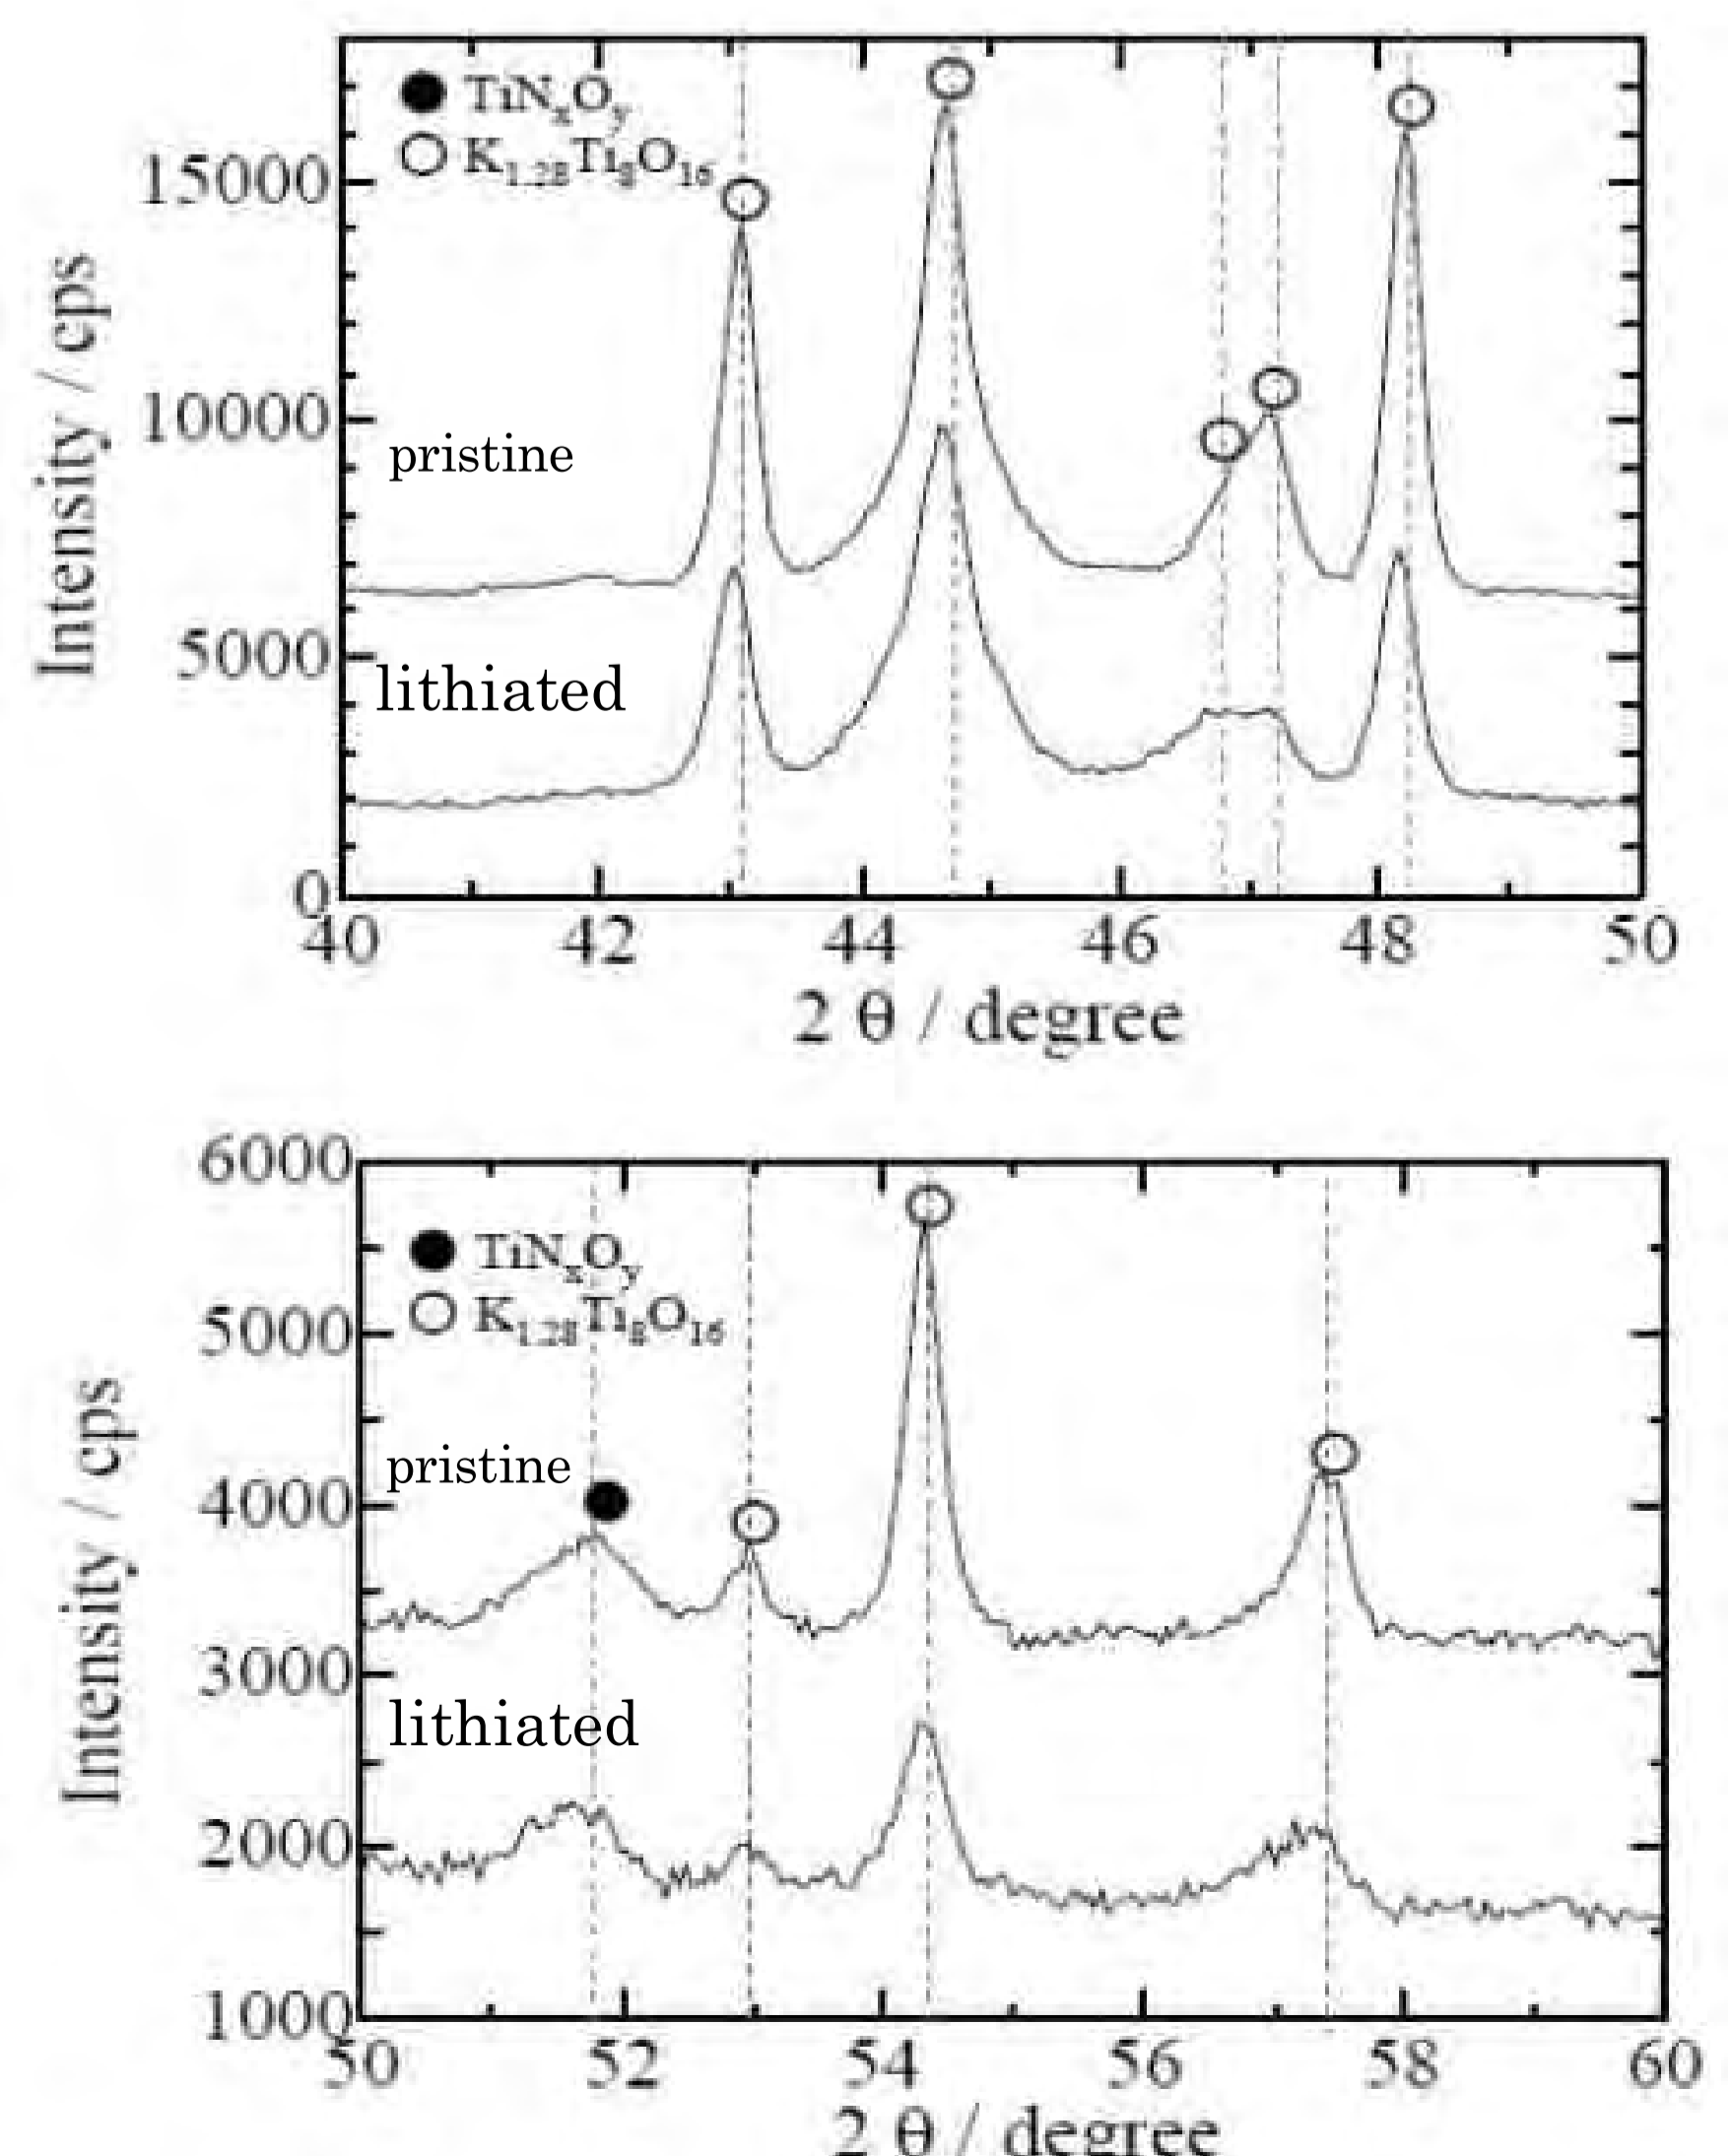 ● TiNxOy
○ K1.28Ti8O16
15000
10000
5000
0
Intensity / cps
pristine
lithiated
40 42 44 46 48 50
2 θ / degree
6000
5000
4000
3000
2000
1000
Intensity / cps
● TiNxOy
○ K1.28Ti8O16
pristine
lithiated
50 52 54 56 58 60
2 θ / degree